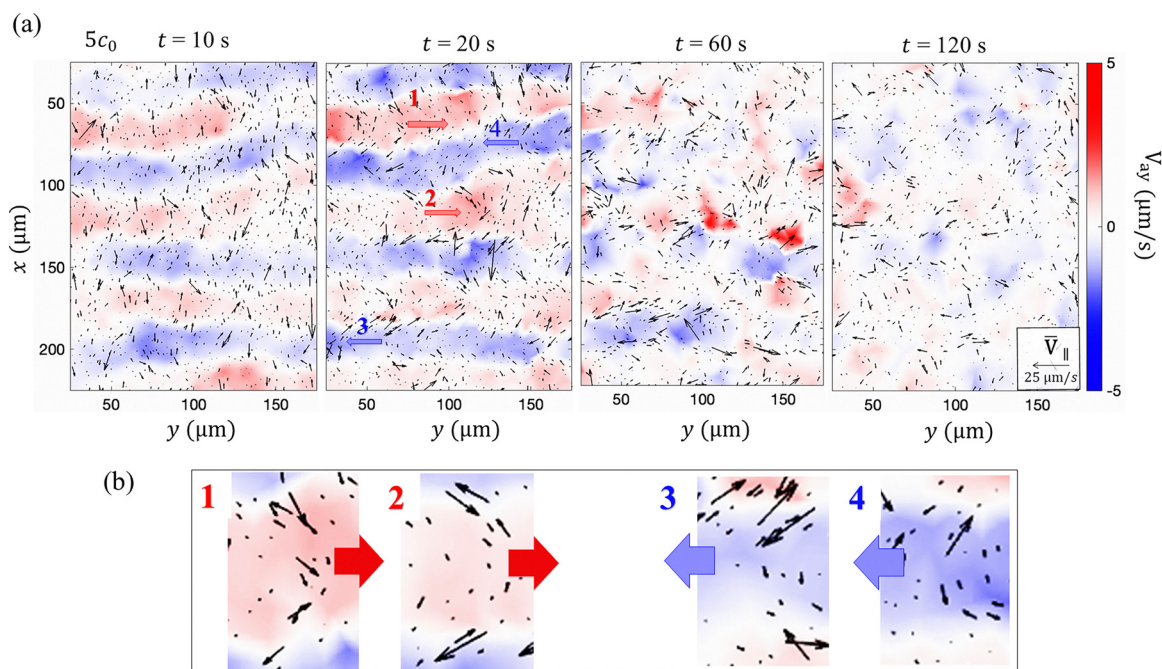 (a)
5c₀ t = 10 s t = 20 s t = 60 s t = 120 s
1
4
2
3
50
100
150
200
x (μm)
50 100 150
50 100 150
50 100 150
50 100 150
y (μm) y (μm) y (μm) y (μm)
V̅ ∥
25 μm/s
5
0
-5
Vay (μm/s)
(b)
1 2 3 4